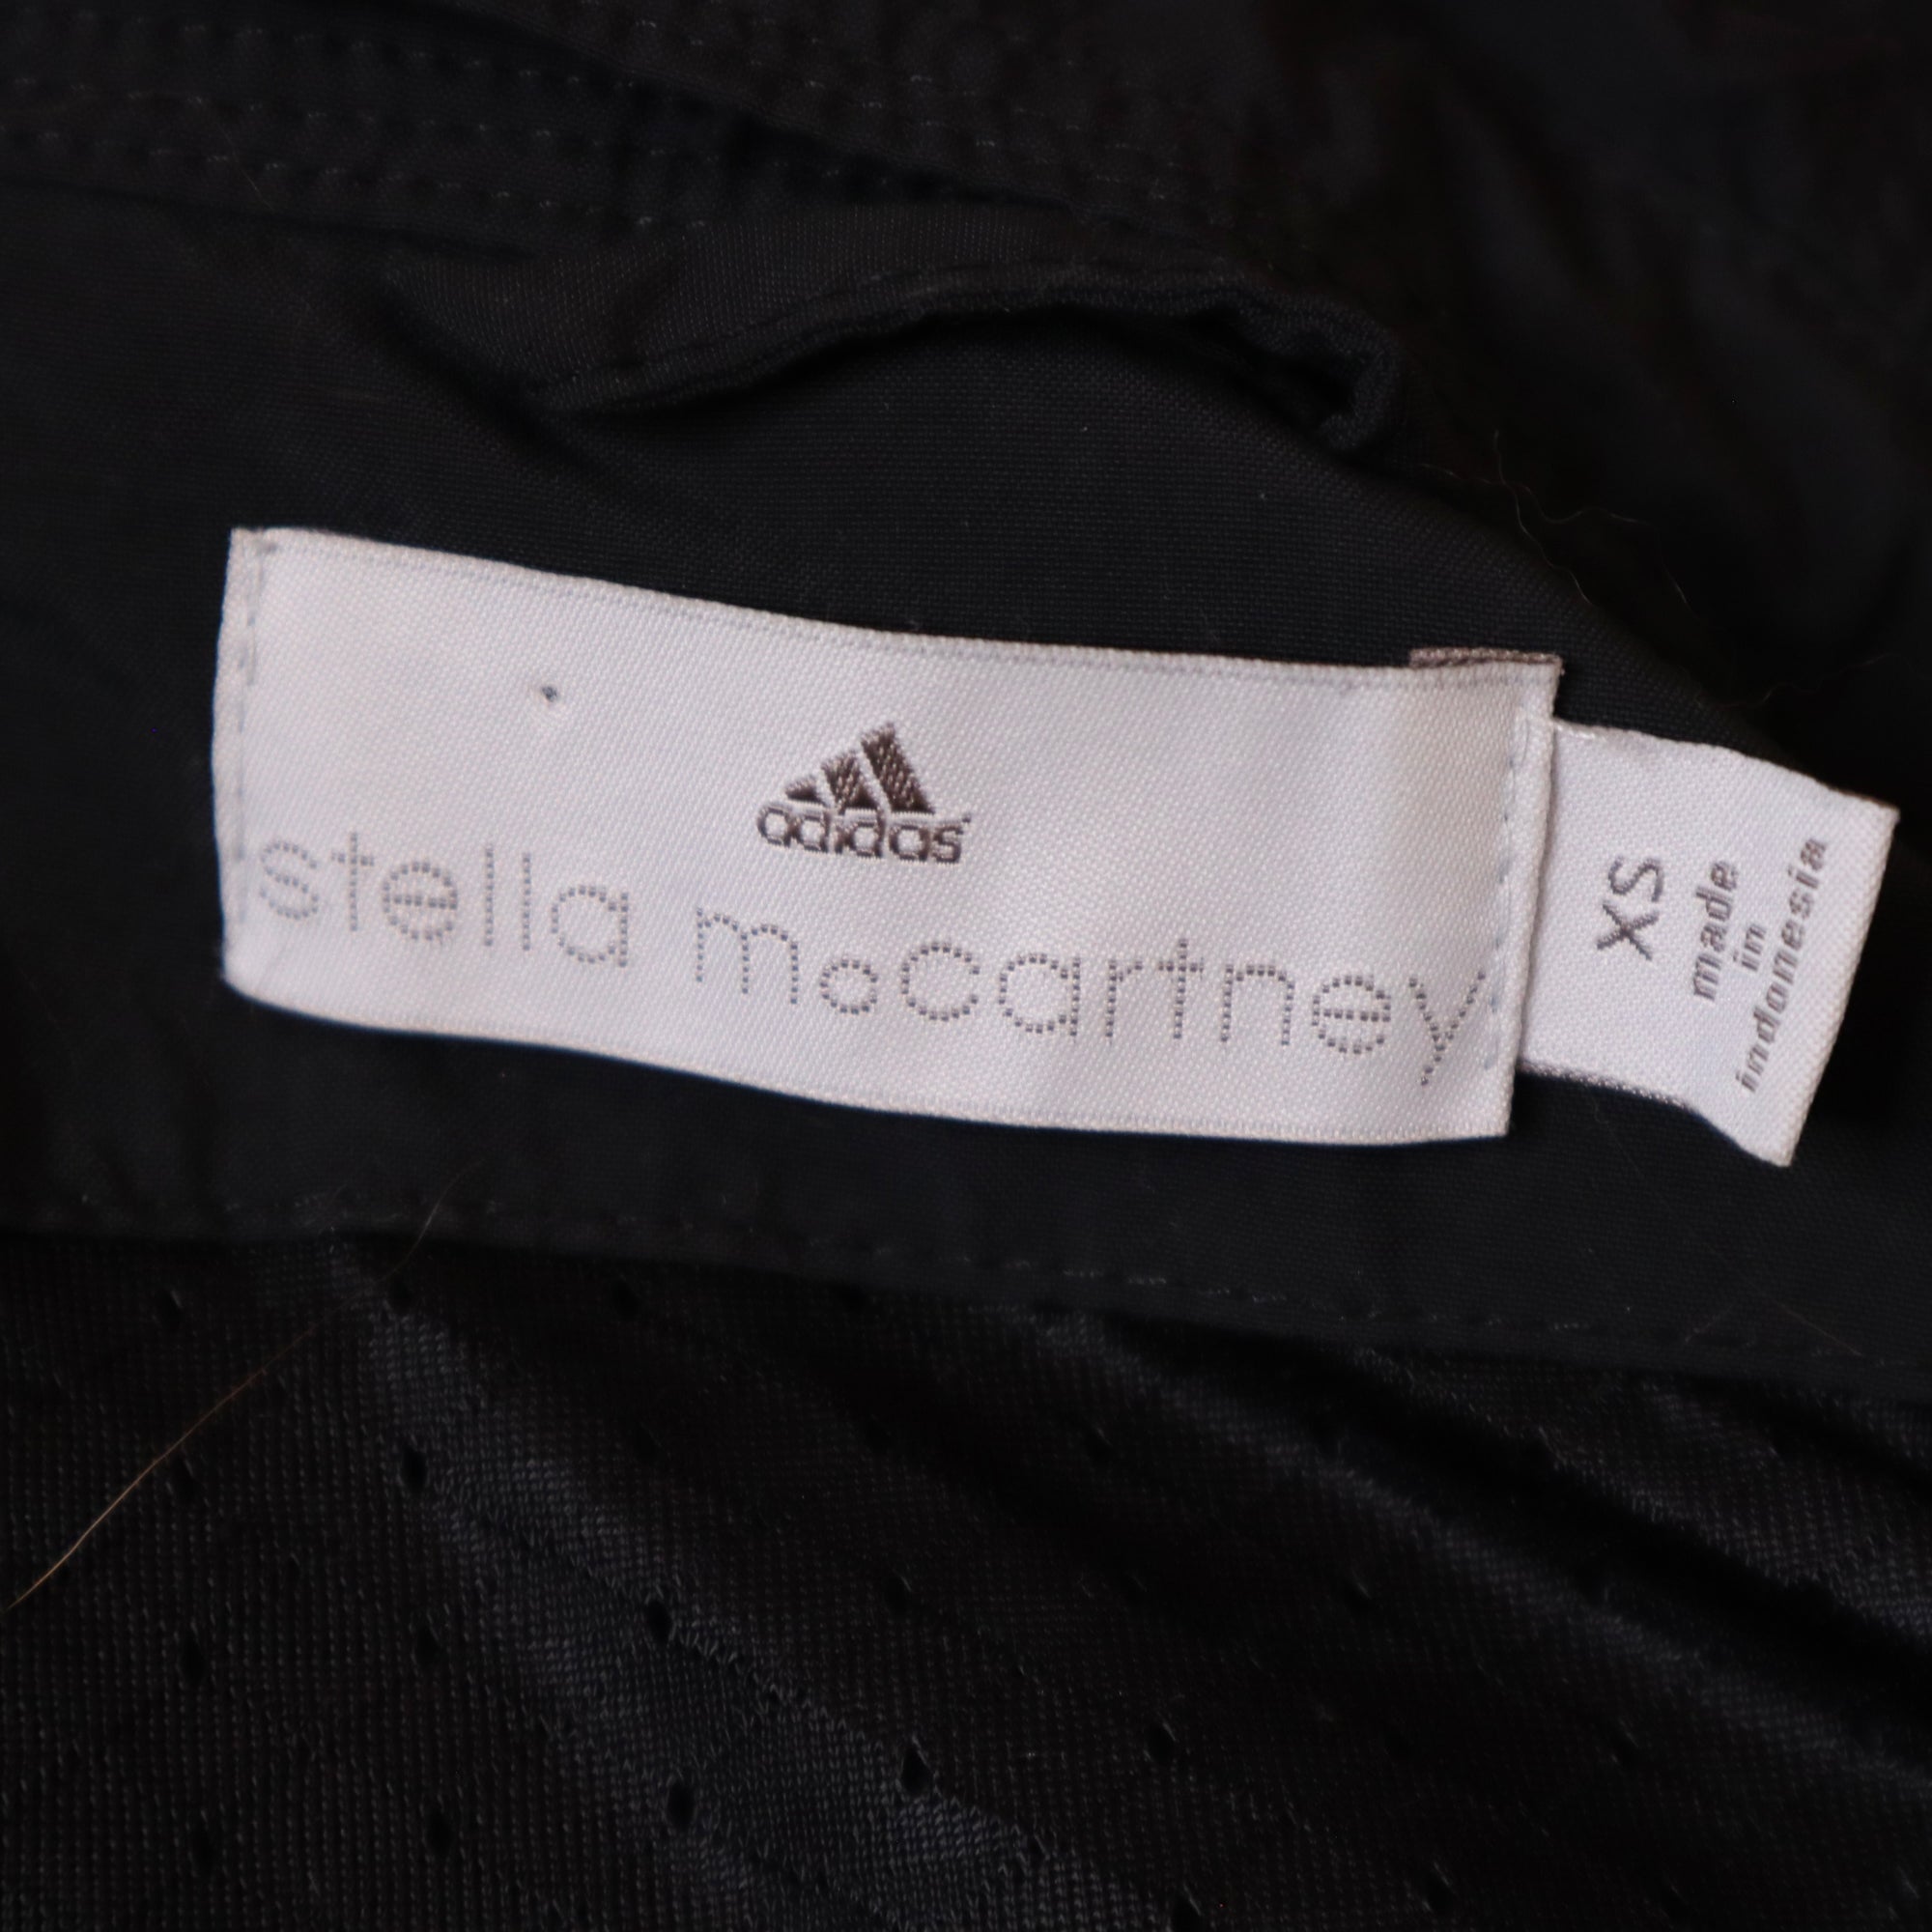 adidas
stella mccartney
XS
made
in
indonesia